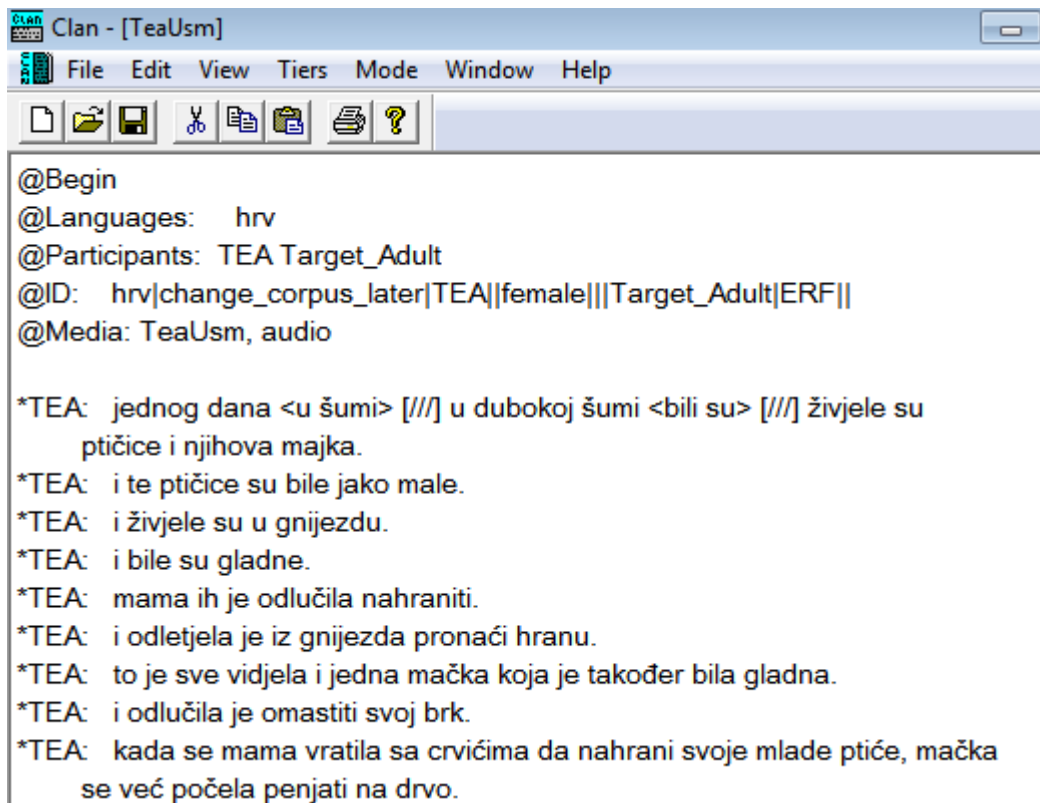 Clan - [TeaUsm]
File Edit View Tiers Mode Window Help
@Begin
@Languages: hrv
@Participants: TEA Target_Adult
@ID: hrv|change_corpus_later|TEA||female|||Target_Adult|ERF||
@Media: TeaUsm, audio
*TEA: jednog dana <u šumi> [///] u dubokoj šumi <bili su> [///] živjele su
ptičice i njihova majka.
*TEA: i te ptičice su bile jako male.
*TEA: i živjele su u gnijezdu.
*TEA: i bile su gladne.
*TEA: mama ih je odlučila nahraniti.
*TEA: i odletjela je iz gnijezda pronaći hranu.
*TEA: to je sve vidjela i jedna mačka koja je također bila gladna.
*TEA: i odlučila je omastiti svoj brk.
*TEA: kada se mama vratila sa crvićima da nahrani svoje mlade ptiće, mačka
se već počela penjati na drvo.